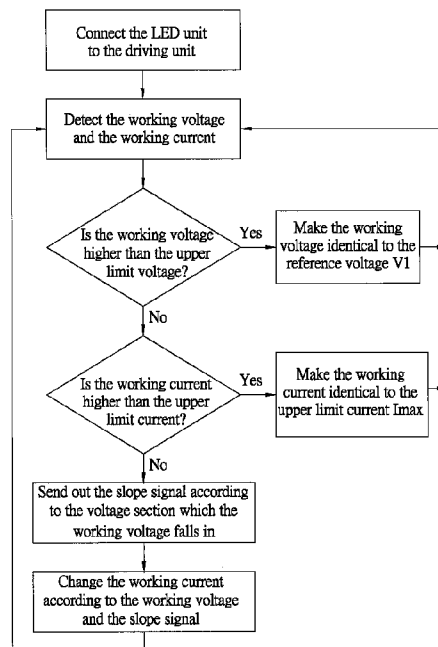 Connect the LED unit
to the driving unit
Detect the working voltage
and the working current
Is the working voltage
higher than the upper
limit voltage?
Yes
Make the working
voltage identical to the
reference voltage V1
No
Is the working current
higher than the upper
limit current?
Yes
Make the working
current identical to the
upper limit current Imax
No
Send out the slope signal according
to the voltage section which the
working voltage falls in
Change the working current
according to the working voltage
and the slope signal